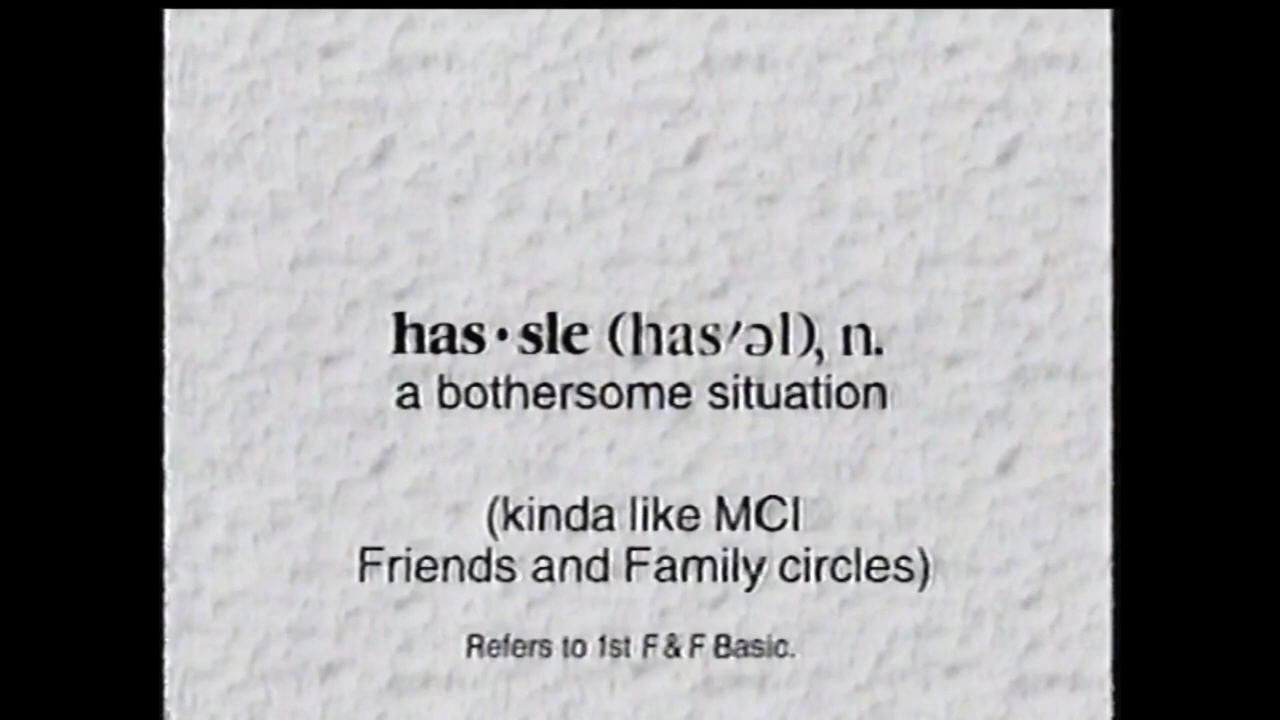 has·sle (has′əl), n.
a bothersome situation
(kinda like MCI
Friends and Family circles)
Refers to 1st F & F Basic.